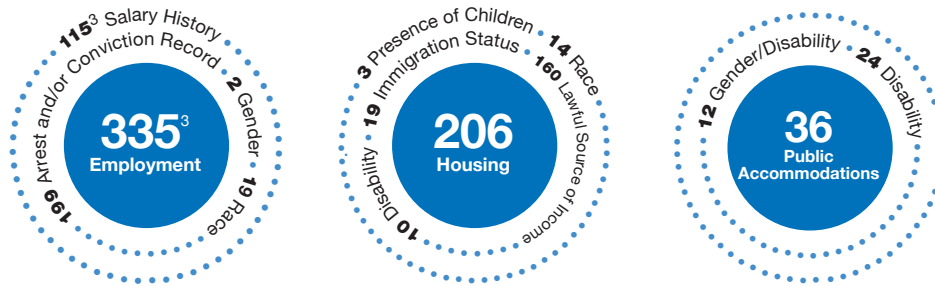 115³ Salary History
199 Arrest and/or Conviction Record
2 Gender
19 Race
335³
Employment
3 Presence of Children
14 Race
19 Immigration Status
160 Lawful Source of Income
10 Disability
206
Housing
12 Gender/Disability
24 Disability
36
Public
Accommodations